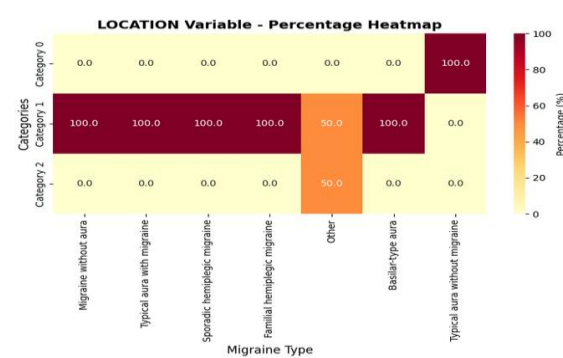 LOCATION Variable - Percentage Heatmap
Categories
Category 0
0.0 0.0 0.0 0.0 0.0 0.0 100.0
Category 1
100.0 100.0 100.0 100.0 50.0 100.0 0.0
Category 2
0.0 0.0 0.0 0.0 50.0 0.0 0.0
Migraine without aura
Typical aura with migraine
Sporadic hemiplegic migraine
Familial hemiplegic migraine
Other
Basilar-type aura
Typical aura without migraine
Migraine Type
100
80
60
40
20
0
Percentage (%)